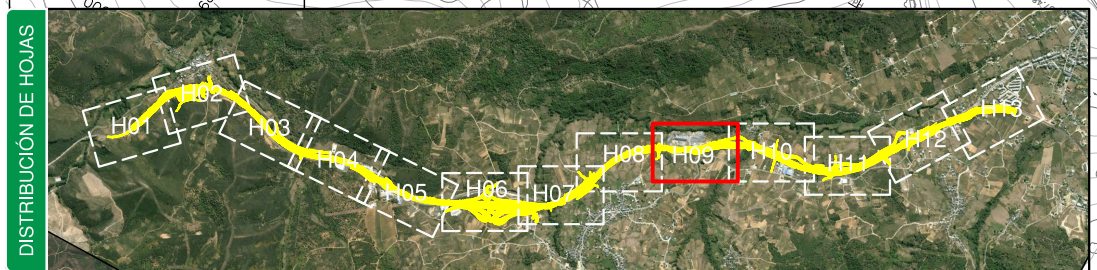 DISTRIBUCIÓN DE HOJAS
H01
H02
H03
H04
H05
H06
H07
H08
H09
H10
H11
H12
H13